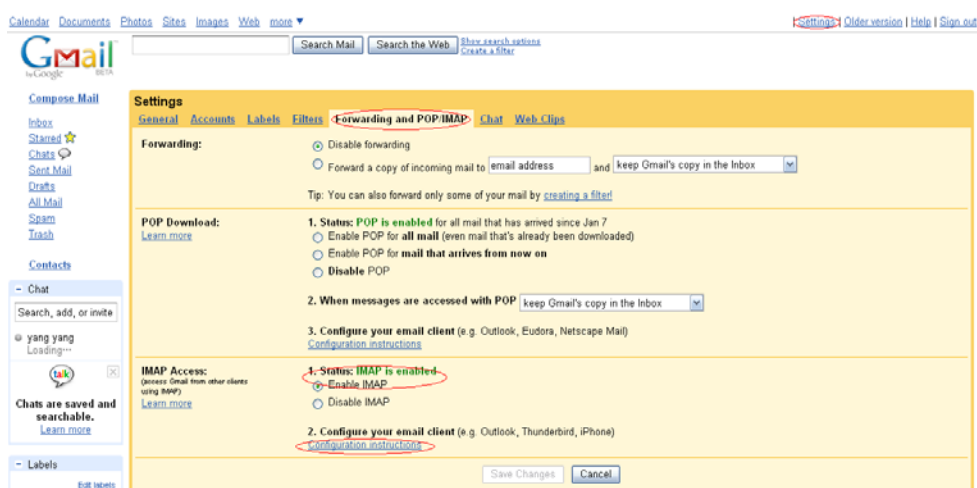 Calendar Documents Photos Sites Images Web more ▼
Settings | Older version | Help | Sign out
Gmail
by Google BETA
Search Mail Search the Web Show search options
Create a filter
Compose Mail
Inbox
Starred
Chats
Sent Mail
Drafts
All Mail
Spam
Trash
Contacts
− Chat
Search, add, or invite
yang yang
Loading...
talk
Chats are saved and
searchable.
Learn more
− Labels
Edit labels
Settings
General Accounts Labels Filters Forwarding and POP/IMAP Chat Web Clips
Forwarding: Disable forwarding
Forward a copy of incoming mail to email address and keep Gmail's copy in the Inbox
Tip: You can also forward only some of your mail by creating a filter!
POP Download: 1. Status: POP is enabled for all mail that has arrived since Jan 7
Learn more Enable POP for all mail (even mail that's already been downloaded)
Enable POP for mail that arrives from now on
Disable POP
2. When messages are accessed with POP keep Gmail's copy in the Inbox
3. Configure your email client (e.g. Outlook, Eudora, Netscape Mail)
Configuration instructions
IMAP Access: 1. Status: IMAP is enabled
(access Gmail from other clients Enable IMAP
using IMAP)
Learn more Disable IMAP
2. Configure your email client (e.g. Outlook, Thunderbird, iPhone)
Configuration instructions
Save Changes Cancel